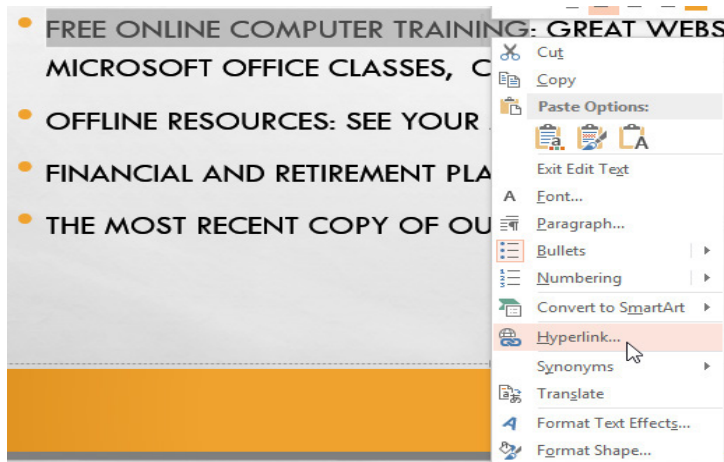 FREE ONLINE COMPUTER TRAINING: GREAT WEBS
MICROSOFT OFFICE CLASSES, C
OFFLINE RESOURCES: SEE YOUR
FINANCIAL AND RETIREMENT PLA
THE MOST RECENT COPY OF OU
Cut
Copy
Paste Options:
Exit Edit Text
Font...
Paragraph...
Bullets
Numbering
Convert to SmartArt
Hyperlink...
Synonyms
Translate
Format Text Effects...
Format Shape...